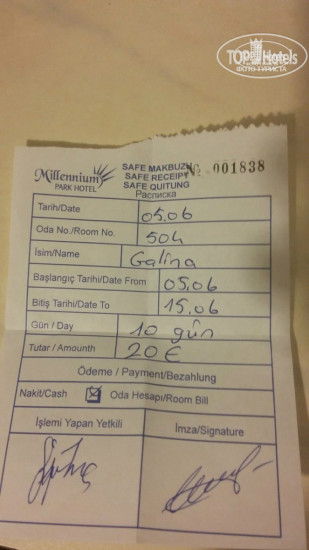 TOPHotels
ФОТО ТУРИСТА
Millennium
PARK HOTEL
SAFE MAKBUZU
SAFE RECEIPT
SAFE QUITUNG
Расписка
№ 001838
Tarih/Date 05.06
Oda No./Room No. 504
İsim/Name Galina
Başlangıç Tarihi/Date From 05.06
Bitiş Tarihi/Date To 15.06
Gün / Day 10 gün
Tutar / Amounth 20 €
Ödeme / Payment/Bezahlung
Nakit/Cash Oda Hesapı/Room Bill
İşlemi Yapan Yetkili İmza/Signature